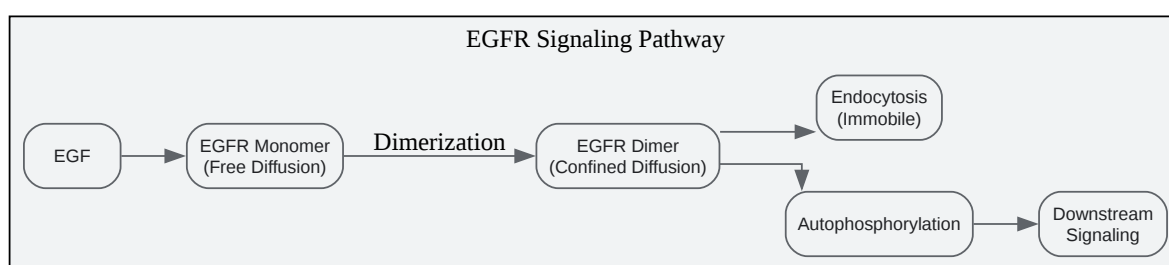 EGFR Signaling Pathway
EGF
EGFR Monomer
(Free Diffusion)
Dimerization
EGFR Dimer
(Confined Diffusion)
Endocytosis
(Immobile)
Autophosphorylation
Downstream
Signaling